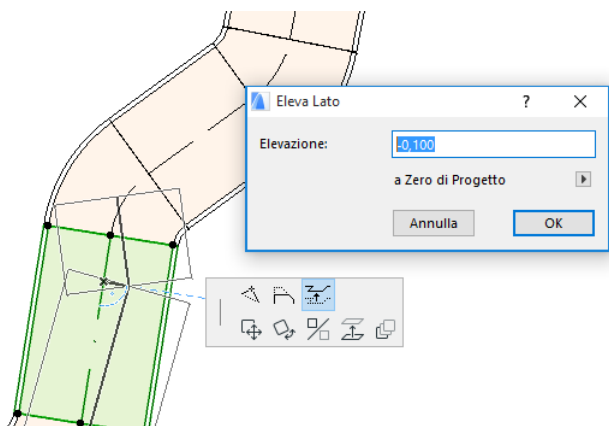 Eleva Lato
?
Elevazione:
-0,100
a Zero di Progetto
Annulla
OK